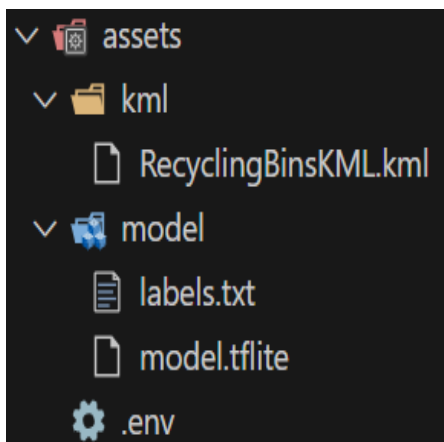 assets
kml
RecyclingBinsKML.kml
model
labels.txt
model.tflite
.env